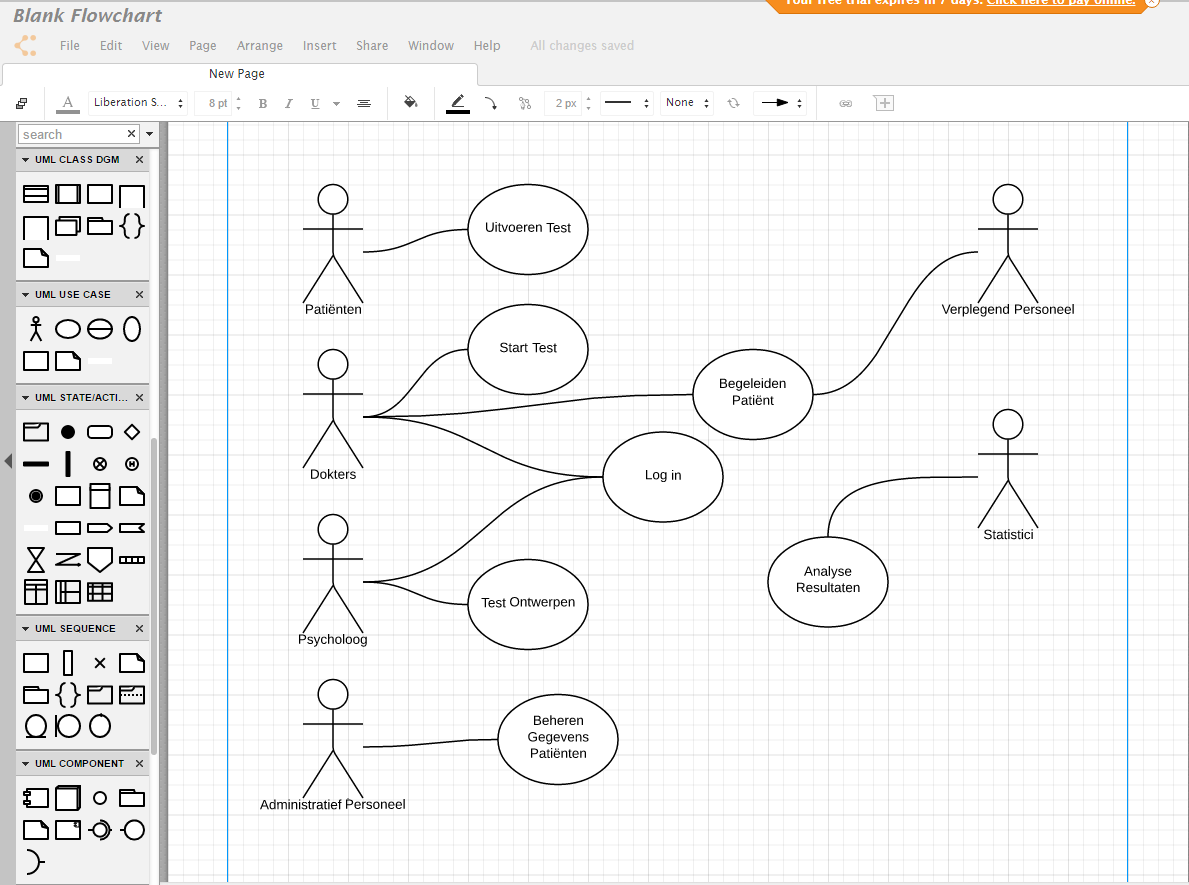 Your free trial expires in 7 days. Click here to pay online.
Blank Flowchart
File Edit View Page Arrange Insert Share Window Help All changes saved
New Page
A Liberation S... 8 pt B I U 2 px None
search
UML CLASS DGM
UML USE CASE
UML STATE/ACTI...
UML SEQUENCE
UML COMPONENT
Uitvoeren Test
Patiënten
Verplegend Personeel
Start Test
Begeleiden
Patiënt
Dokters
Log in
Statistici
Analyse
Resultaten
Test Ontwerpen
Psycholoog
Beheren
Gegevens
Patiënten
Administratief Personeel